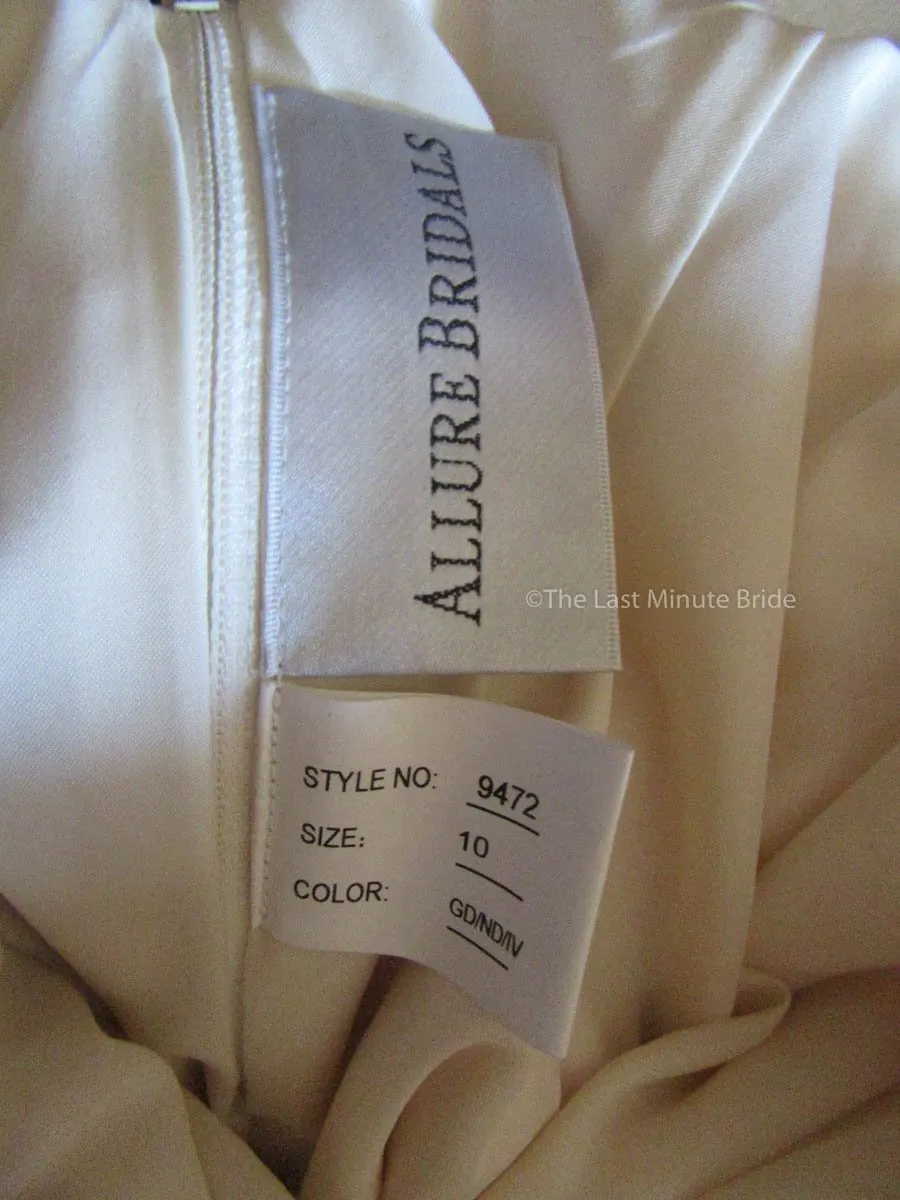 ALLURE BRIDALS
©The Last Minute Bride
STYLE NO: 9472
SIZE: 10
COLOR: GD/ND/IV